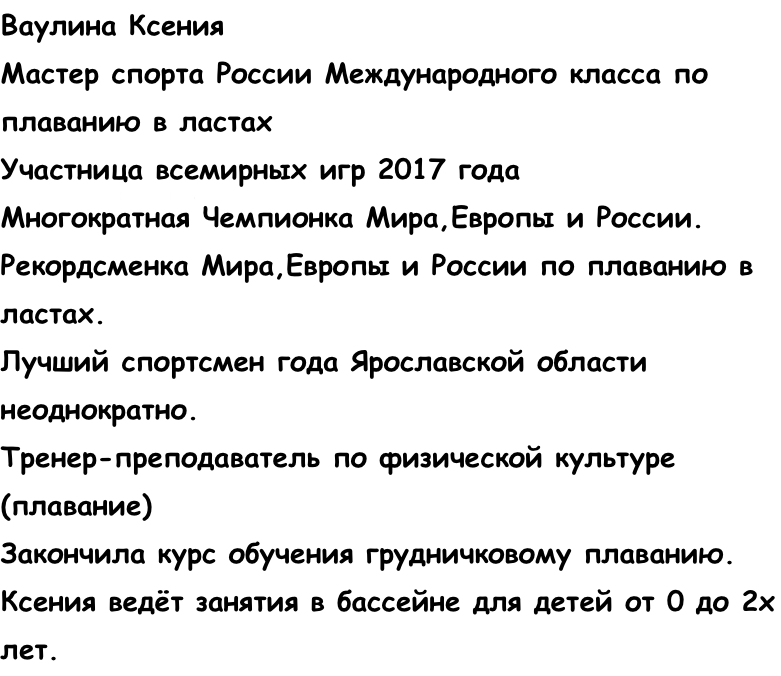 Ваулина Ксения
Мастер спорта России Международного класса по
плаванию в ластах
Участница всемирных игр 2017 года
Многократная Чемпионка Мира,Европы и России.
Рекордсменка Мира,Европы и России по плаванию в
ластах.
Лучший спортсмен года Ярославской области
неоднократно.
Тренер-преподаватель по физической культуре
(плавание)
Закончила курс обучения грудничковому плаванию.
Ксения ведёт занятия в бассейне для детей от 0 до 2х
лет.